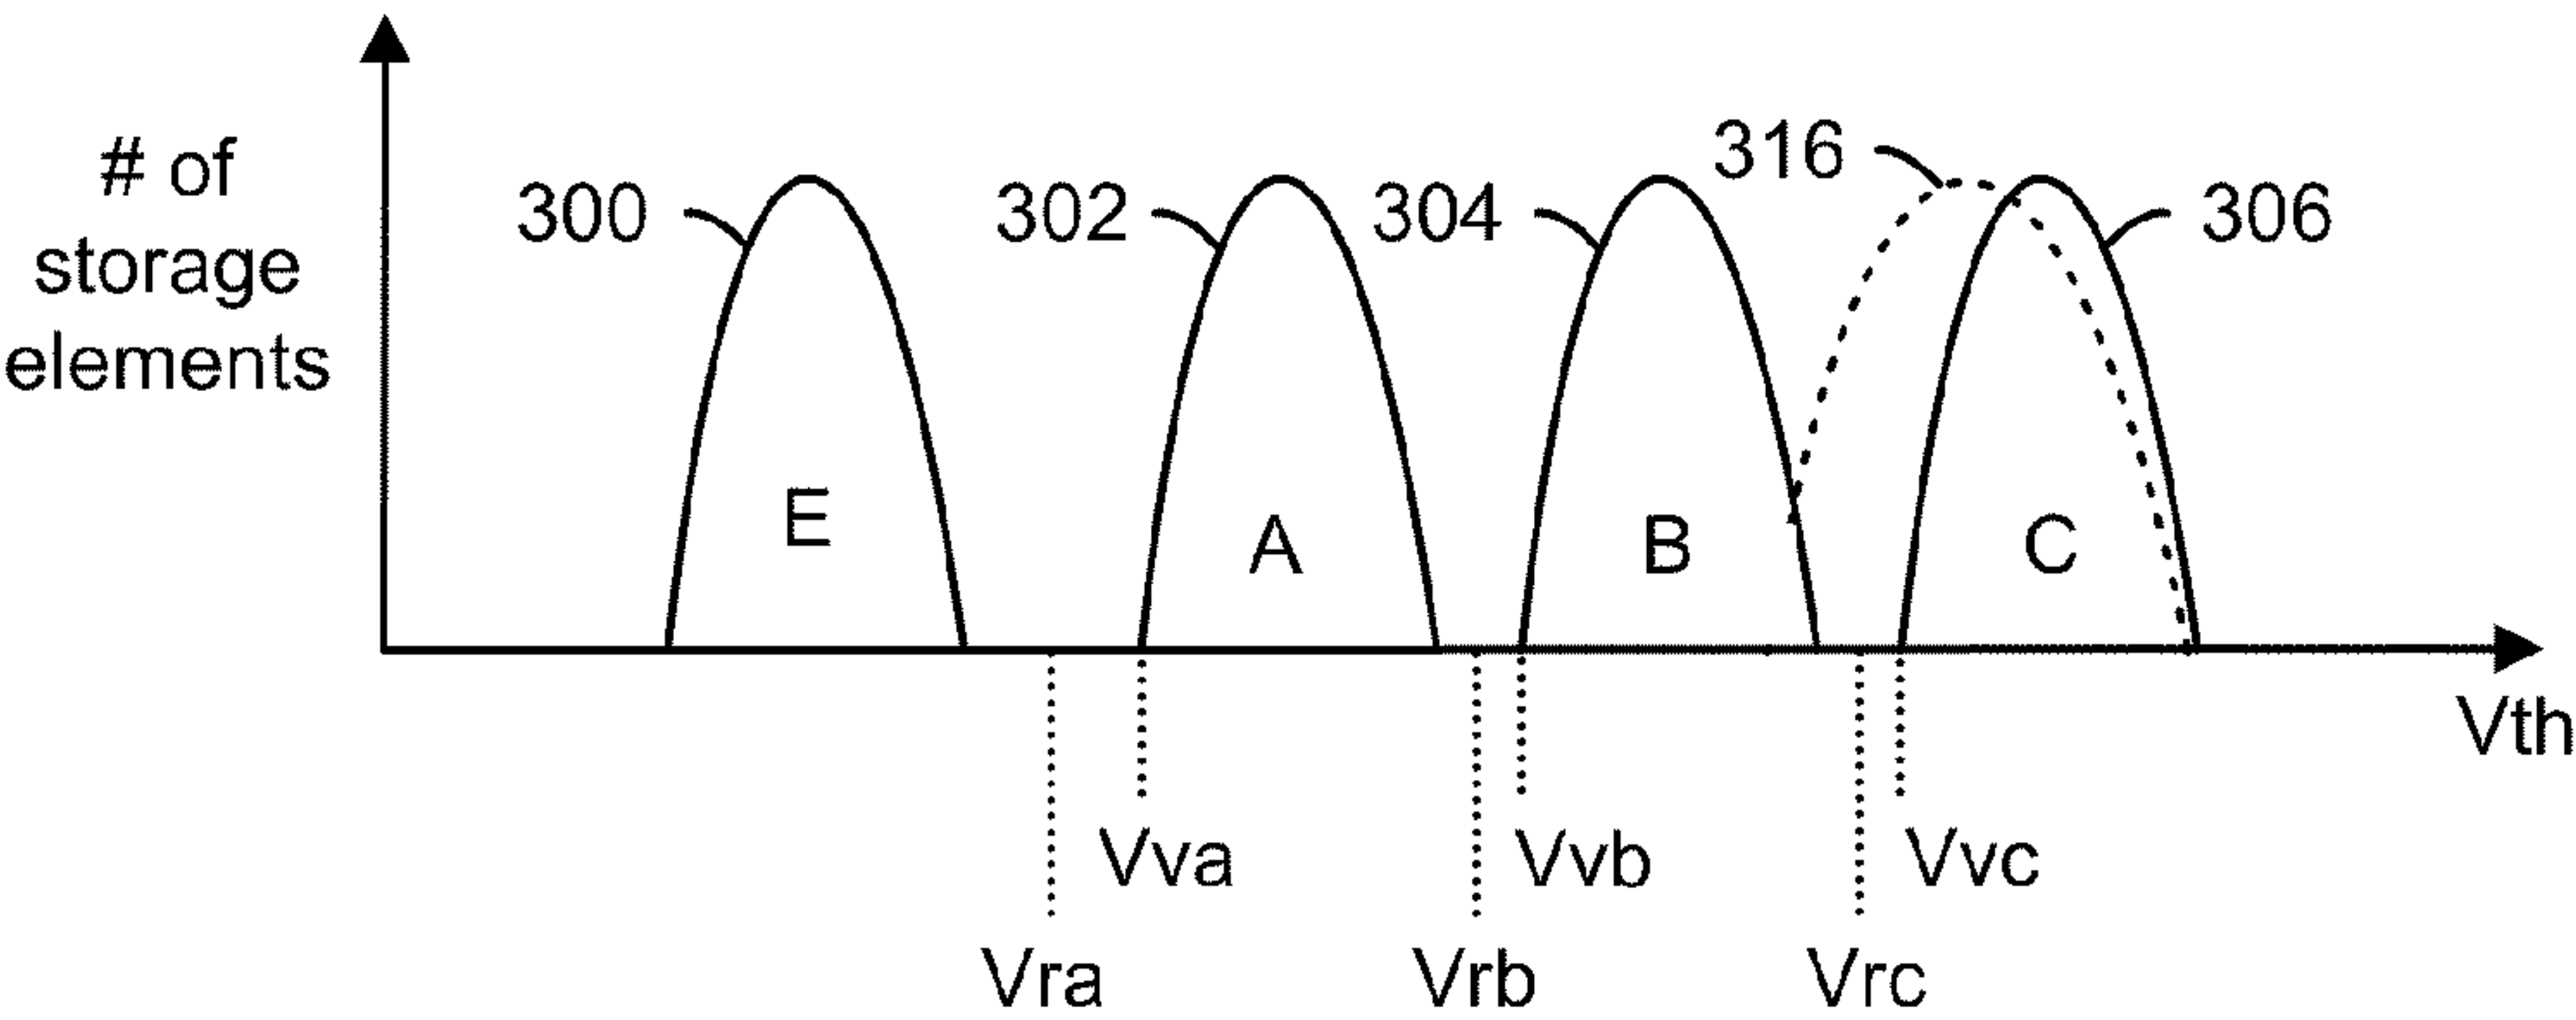 # of
storage
elements
300
302
304
316
306
E
A
B
C
Vth
Vva
Vvb
Vvc
Vra
Vrb
Vrc